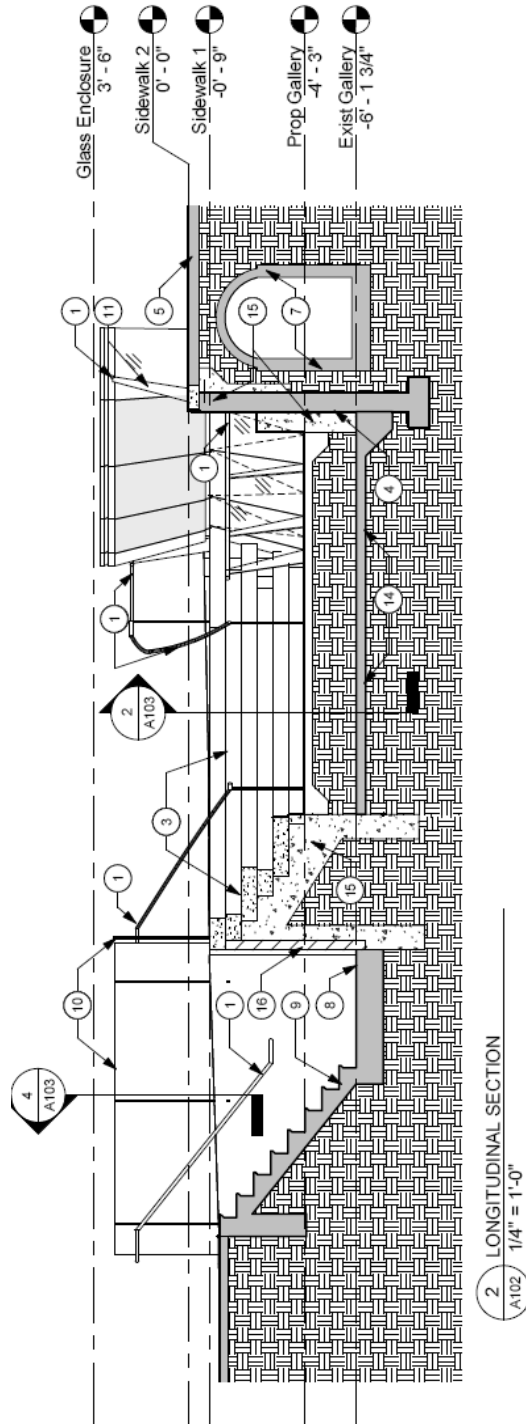 4
A103
10
1
Glass Enclosure
3' - 6"
1
2
A103
1
11
Sidewalk 2
0' - 0"
3
5
Sidewalk 1
-0' - 9"
1
1
16
15
9
7
Prop Gallery
-4' - 3"
8
15
Exist Gallery
-6' - 1 3/4"
14
4
2
A102
LONGITUDINAL SECTION
1/4" = 1'-0"